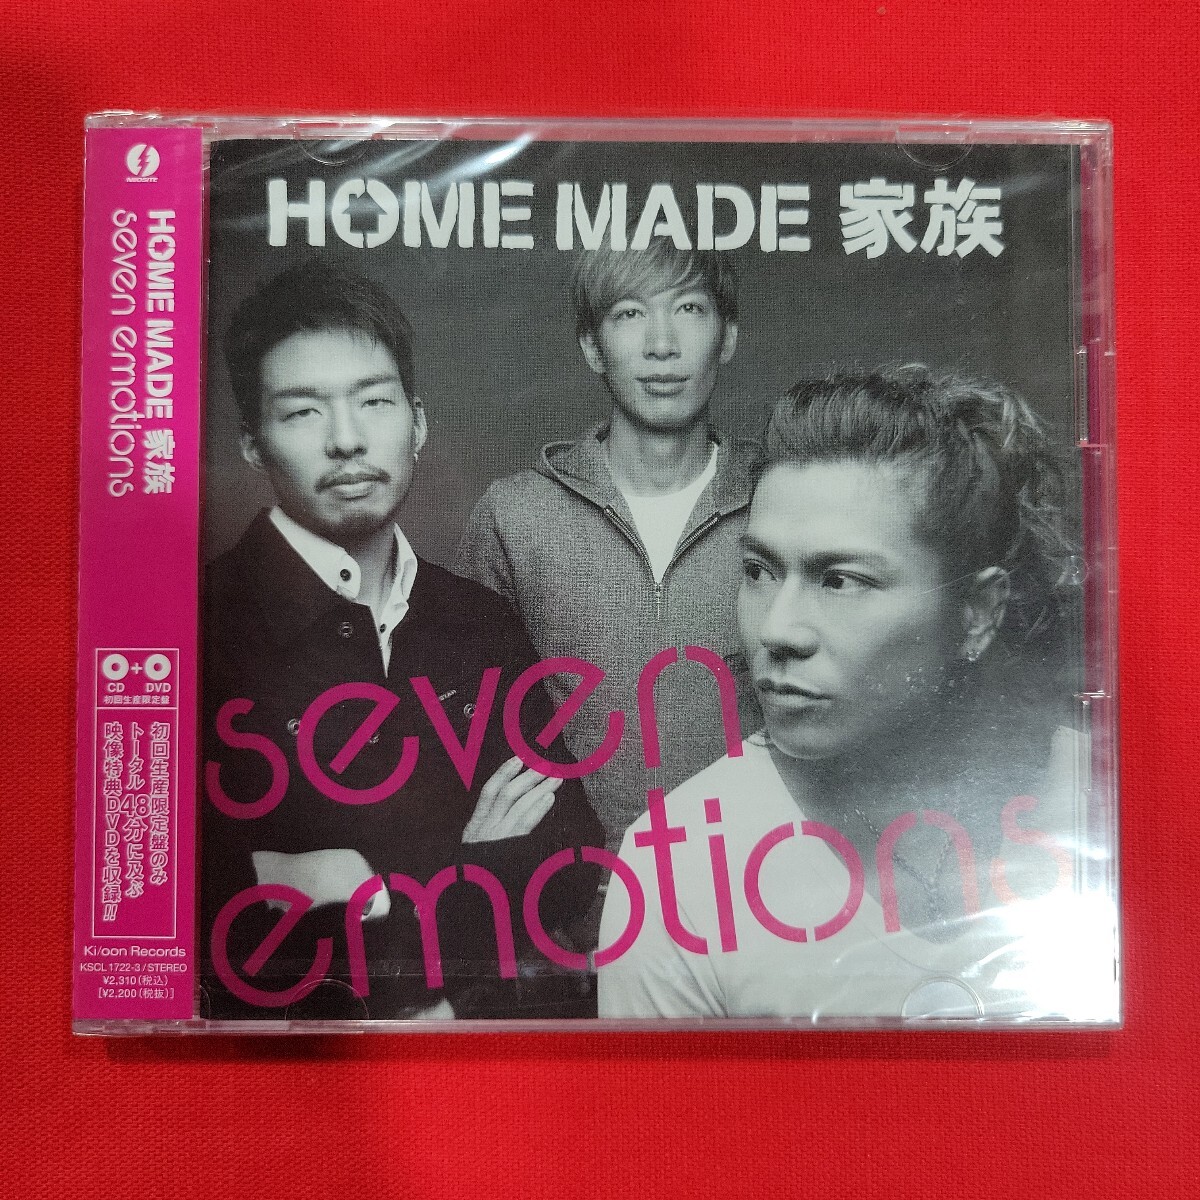 NEOSITE
HOME MADE 家族
seven emotions
CD + DVD
初回生産限定盤
初回生産限定盤のみ
トータル48分に及ぶ
映像特典DVDを収録!!
Ki/oon Records
KSCL 1722-3/STEREO
¥2,310(税込)
[¥2,200(税抜)]
HOME MADE 家族
seven
emotions